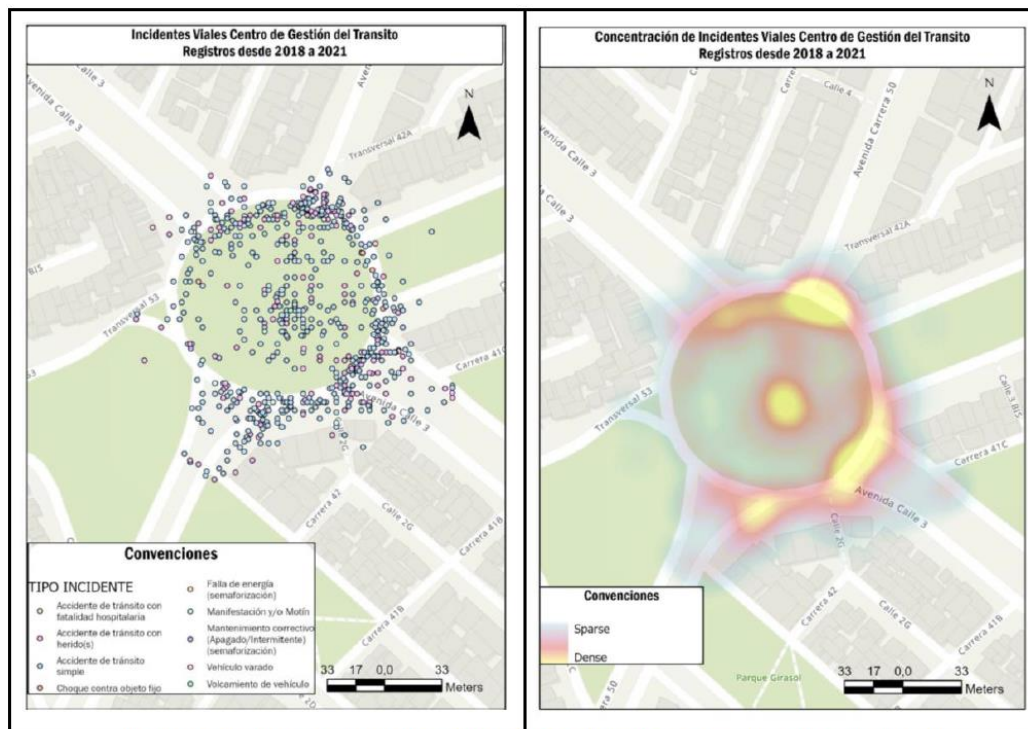 Incidentes Viales Centro de Gestión del Transito
Registros desde 2018 a 2021
N
Avenida Calle 3
Transversal 42A
Transversal 53
Carrera 41C
Avenida Calle 3
Calle 2G
Carrera 42
Calle 2G
Carrera 41B
Carrera 41B
Convenciones
TIPO INCIDENTE
Accidente de tránsito con
fatalidad hospitalaria
Accidente de tránsito con
herido(s)
Accidente de tránsito
simple
Choque contra objeto fijo
Falla de energía
(semaforización)
Manifestación y/o Motín
Mantenimiento correctivo
(Apagado/Intermitente)
(semaforización)
Vehículo varado
Volcamiento de vehículo
33 17 0,0 33
Meters
Concentración de Incidentes Viales Centro de Gestión del Transito
Registros desde 2018 a 2021
N
Calle 4
Avenida Carrera 50
Avenida Calle 3
Transversal 42A
Transversal 53
Calle 3 BIS
Carrera 41C
Avenida Calle 3
Calle 2G
Carrera 42
Calle 2G
Carrera 41B
Parque Girasol
Convenciones
Sparse
Dense
33 17 0,0 33
Meters